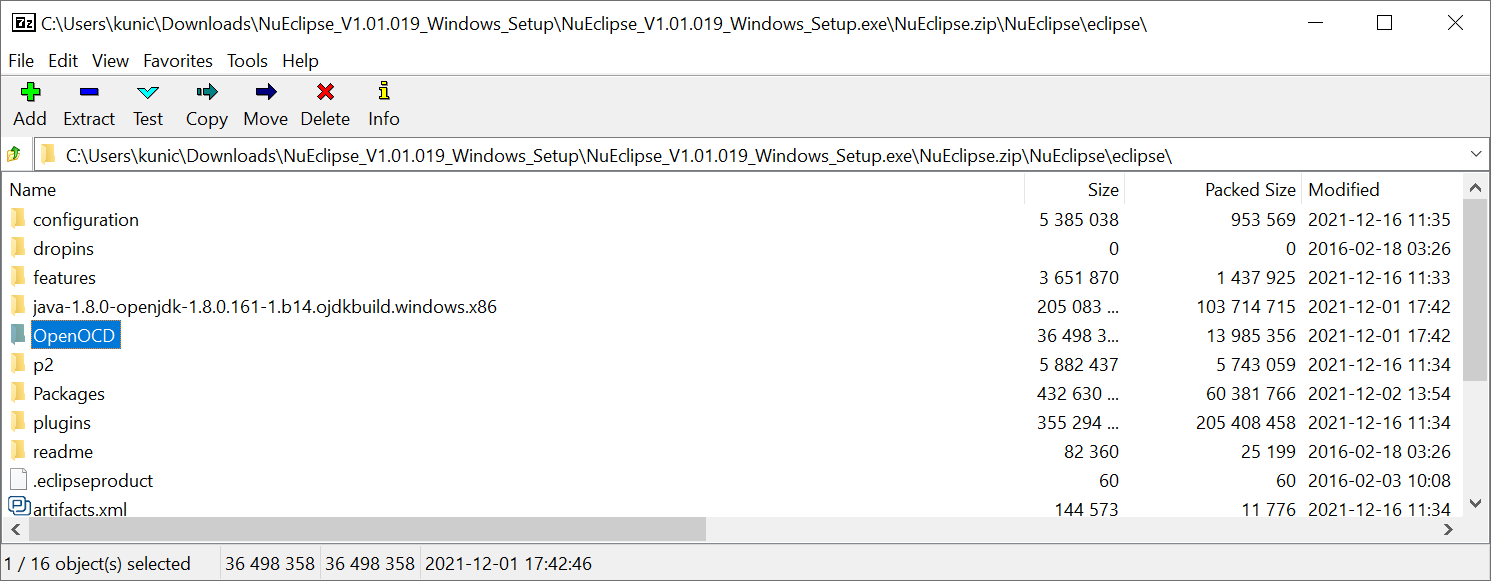 7z C:\Users\kunic\Downloads\NuEclipse_V1.01.019_Windows_Setup\NuEclipse_V1.01.019_Windows_Setup.exe\NuEclipse.zip\NuEclipse\eclipse\
File Edit View Favorites Tools Help
Add Extract Test Copy Move Delete Info
C:\Users\kunic\Downloads\NuEclipse_V1.01.019_Windows_Setup\NuEclipse_V1.01.019_Windows_Setup.exe\NuEclipse.zip\NuEclipse\eclipse\
Name Size Packed Size Modified
configuration 5 385 038 953 569 2021-12-16 11:35
dropins 0 0 2016-02-18 03:26
features 3 651 870 1 437 925 2021-12-16 11:33
java-1.8.0-openjdk-1.8.0.161-1.b14.ojdkbuild.windows.x86 205 083 ... 103 714 715 2021-12-01 17:42
OpenOCD 36 498 3... 13 985 356 2021-12-01 17:42
p2 5 882 437 5 743 059 2021-12-16 11:34
Packages 432 630 ... 60 381 766 2021-12-02 13:54
plugins 355 294 ... 205 408 458 2021-12-16 11:34
readme 82 360 25 199 2016-02-18 03:26
.eclipseproduct 60 60 2016-02-03 10:08
artifacts.xml 144 573 11 776 2021-12-16 11:34
1 / 16 object(s) selected 36 498 358 36 498 358 2021-12-01 17:42:46